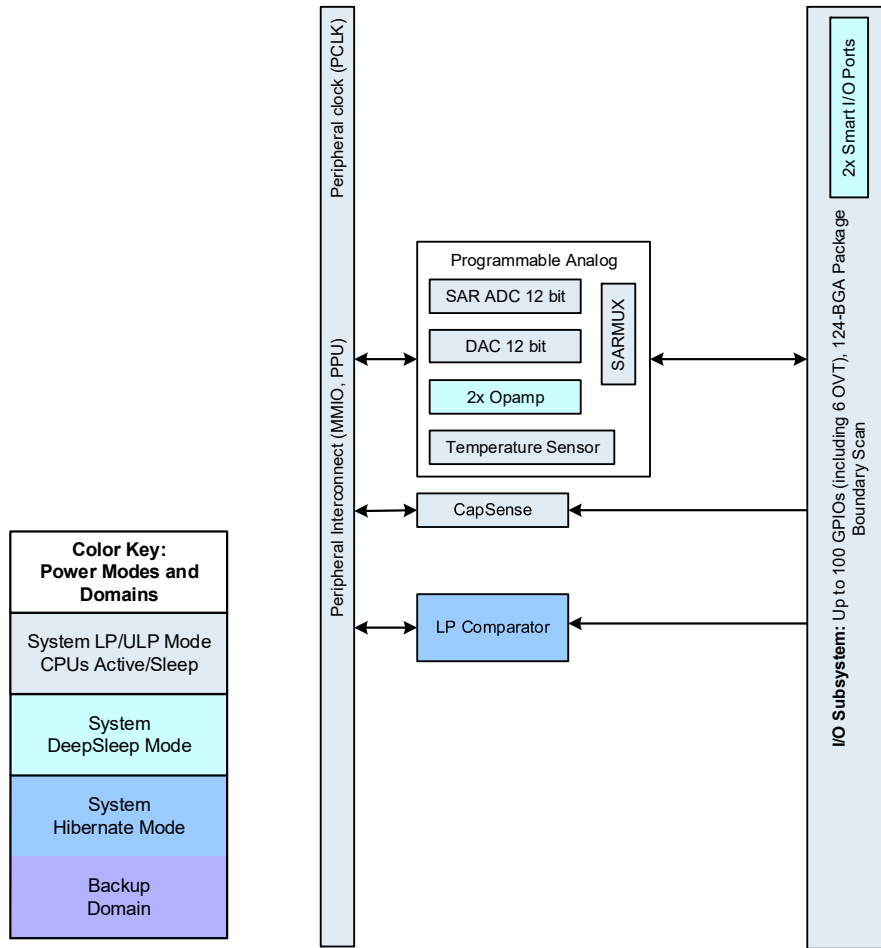 Peripheral clock (PCLK)
Peripheral Interconnect (MMIO, PPU)
Programmable Analog
SAR ADC 12 bit
DAC 12 bit
2x Opamp
Temperature Sensor
SARMUX
CapSense
LP Comparator
2x Smart I/O Ports
I/O Subsystem: Up to 100 GPIOs (including 6 OVT), 124-BGA Package
Boundary Scan
Color Key:
Power Modes and
Domains
System LP/ULP Mode
CPUs Active/Sleep
System
DeepSleep Mode
System
Hibernate Mode
Backup
Domain